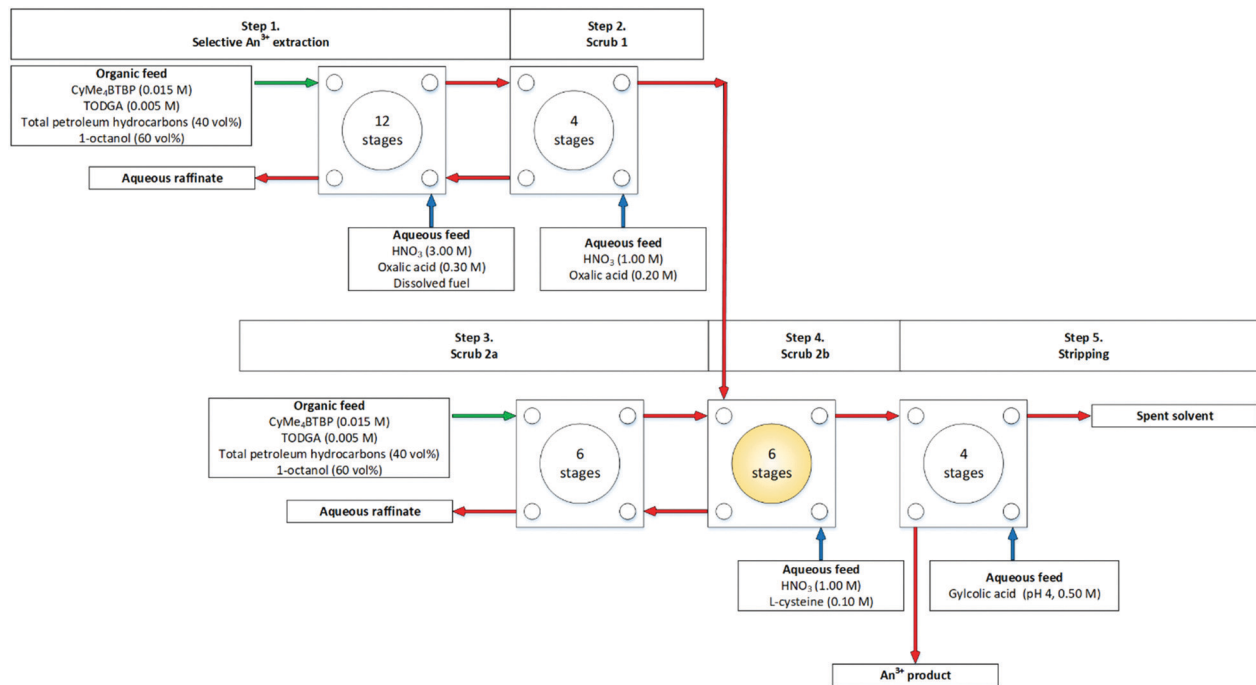 Step 1.
Selective An³⁺ extraction
Step 2.
Scrub 1
Organic feed
CyMe₄BTBP (0.015 M)
TODGA (0.005 M)
Total petroleum hydrocarbons (40 vol%)
1-octanol (60 vol%)
12
stages
4
stages
Aqueous raffinate
Aqueous feed
HNO₃ (3.00 M)
Oxalic acid (0.30 M)
Dissolved fuel
Aqueous feed
HNO₃ (1.00 M)
Oxalic acid (0.20 M)
Step 3.
Scrub 2a
Step 4.
Scrub 2b
Step 5.
Stripping
Organic feed
CyMe₄BTBP (0.015 M)
TODGA (0.005 M)
Total petroleum hydrocarbons (40 vol%)
1-octanol (60 vol%)
6
stages
6
stages
4
stages
Spent solvent
Aqueous raffinate
Aqueous feed
HNO₃ (1.00 M)
L-cysteine (0.10 M)
Aqueous feed
Gylcolic acid (pH 4, 0.50 M)
An³⁺ product